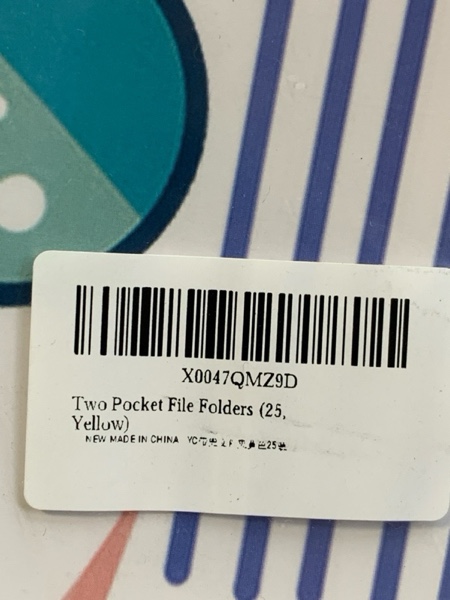 X0047QMZ9D
Two Pocket File Folders (25,
Yellow)
NEW MADE IN CHINA